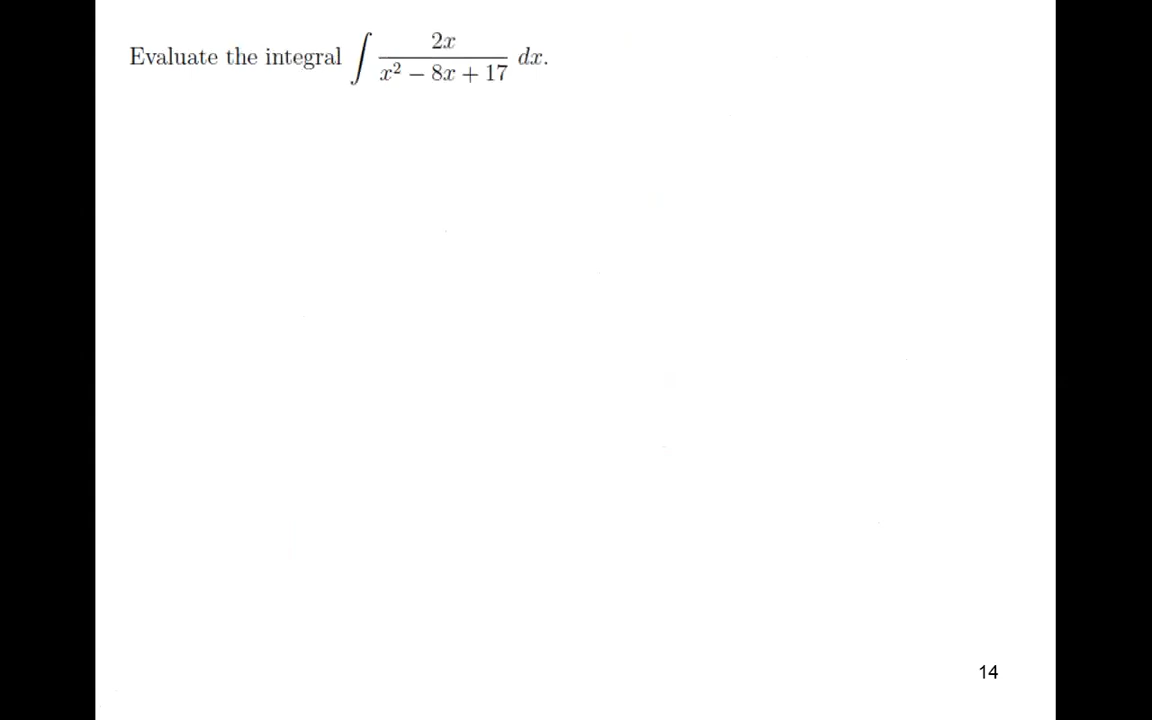 Evaluate the integral ∫ 2x / (x² − 8x + 17) dx.
14